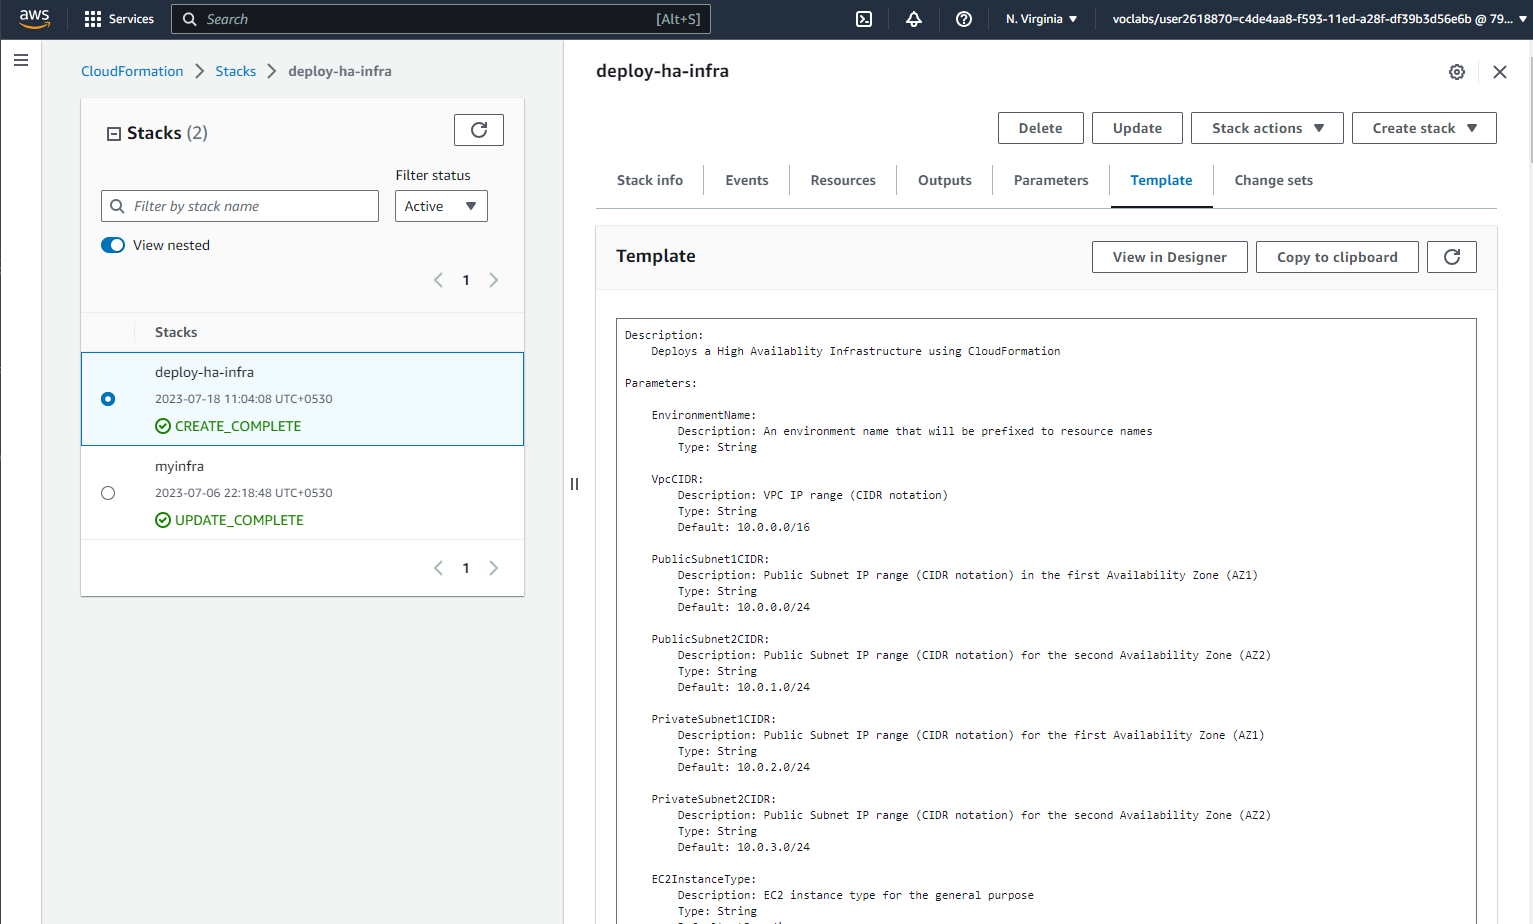 aws
Services
Search
[Alt+S]
N. Virginia
voclabs/user2618870=c4de4aa8-f593-11ed-a28f-df39b3d56e6b @ 79...
CloudFormation
Stacks
deploy-ha-infra
Stacks (2)
Filter status
Filter by stack name
Active
View nested
1
Stacks
deploy-ha-infra
2023-07-18 11:04:08 UTC+0530
CREATE_COMPLETE
myinfra
2023-07-06 22:18:48 UTC+0530
UPDATE_COMPLETE
1
deploy-ha-infra
Delete
Update
Stack actions
Create stack
Stack info
Events
Resources
Outputs
Parameters
Template
Change sets
Template
View in Designer
Copy to clipboard
Description:
Deploys a High Availablity Infrastructure using CloudFormation
Parameters:
EnvironmentName:
Description: An environment name that will be prefixed to resource names
Type: String
VpcCIDR:
Description: VPC IP range (CIDR notation)
Type: String
Default: 10.0.0.0/16
PublicSubnet1CIDR:
Description: Public Subnet IP range (CIDR notation) in the first Availability Zone (AZ1)
Type: String
Default: 10.0.0.0/24
PublicSubnet2CIDR:
Description: Public Subnet IP range (CIDR notation) for the second Availability Zone (AZ2)
Type: String
Default: 10.0.1.0/24
PrivateSubnet1CIDR:
Description: Public Subnet IP range (CIDR notation) for the first Availability Zone (AZ1)
Type: String
Default: 10.0.2.0/24
PrivateSubnet2CIDR:
Description: Public Subnet IP range (CIDR notation) for the second Availability Zone (AZ2)
Type: String
Default: 10.0.3.0/24
EC2InstanceType:
Description: EC2 instance type for the general purpose
Type: String